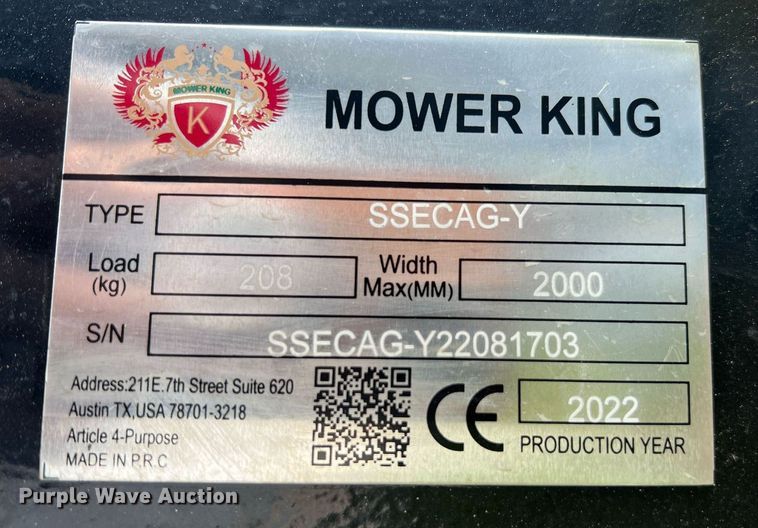 MOWER KING
K
MOWER KING
TYPE SSECAG-Y
Load (kg) 208 Width Max(MM) 2000
S/N SSECAG-Y22081703
Address:211E.7th Street Suite 620
Austin TX,USA 78701-3218
Article 4-Purpose
MADE IN P.R.C
CE
2022
PRODUCTION YEAR
Purple Wave Auction